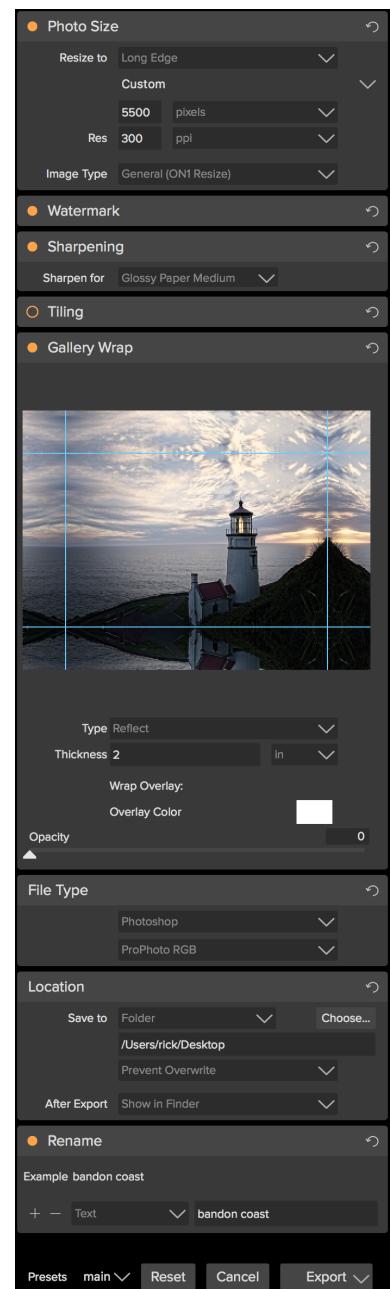 Photo Size
Resize to Long Edge
Custom
5500 pixels
Res 300 ppi
Image Type General (ON1 Resize)
Watermark
Sharpening
Sharpen for Glossy Paper Medium
Tiling
Gallery Wrap
Type Reflect
Thickness 2 in
Wrap Overlay:
Overlay Color
Opacity 0
File Type
Photoshop
ProPhoto RGB
Location
Save to Folder Choose...
/Users/rick/Desktop
Prevent Overwrite
After Export Show in Finder
Rename
Example bandon coast
+ − Text bandon coast
Presets main Reset Cancel Export